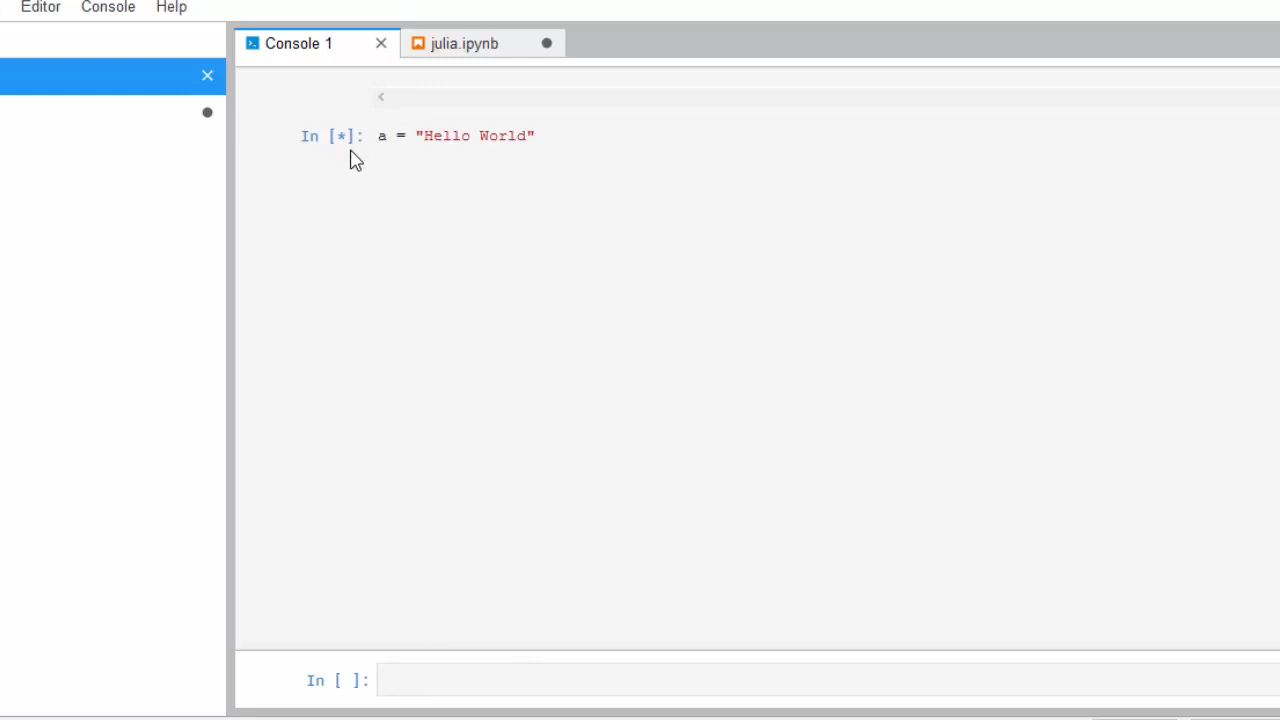 Editor Console Help
Console 1 julia.ipynb
In [*]: a = "Hello World"
In [ ]: